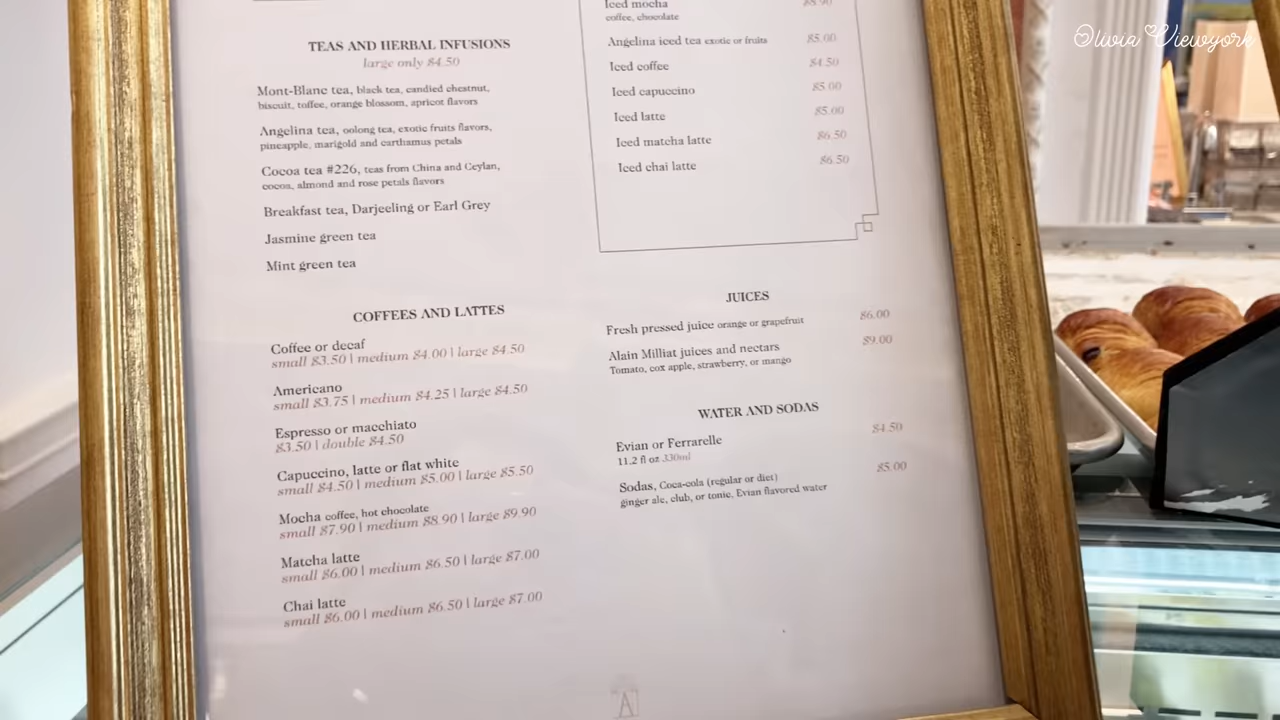 Olivia Viewyork
TEAS AND HERBAL INFUSIONS
large only $4.50
Mont-Blanc tea, black tea, candied chestnut,
biscuit, toffee, orange blossom, apricot flavors
Angelina tea, oolong tea, exotic fruits flavors,
pineapple, marigold and carthamus petals
Cocoa tea #226, teas from China and Ceylan,
cocoa, almond and rose petals flavors
Breakfast tea, Darjeeling or Earl Grey
Jasmine green tea
Mint green tea
COFFEES AND LATTES
Coffee or decaf
small $3.50 | medium $4.00 | large $4.50
Americano
small $3.75 | medium $4.25 | large $4.50
Espresso or macchiato
$3.50 | double $4.50
Capuccino, latte or flat white
small $4.50 | medium $5.00 | large $5.50
Mocha coffee, hot chocolate
small $7.90 | medium $8.90 | large $9.90
Matcha latte
small $6.00 | medium $6.50 | large $7.00
Chai latte
small $6.00 | medium $6.50 | large $7.00
Iced mocha $8.90
coffee, chocolate
Angelina iced tea exotic or fruits $5.00
Iced coffee $4.50
Iced capuccino $5.00
Iced latte $5.00
Iced matcha latte $6.50
Iced chai latte $6.50
JUICES
Fresh pressed juice orange or grapefruit $6.00
Alain Milliat juices and nectars $9.00
Tomato, cox apple, strawberry, or mango
WATER AND SODAS
Evian or Ferrarelle $4.50
11.2 fl oz 330ml
Sodas, Coca-cola (regular or diet) $5.00
ginger ale, club, or tonic, Evian flavored water
A